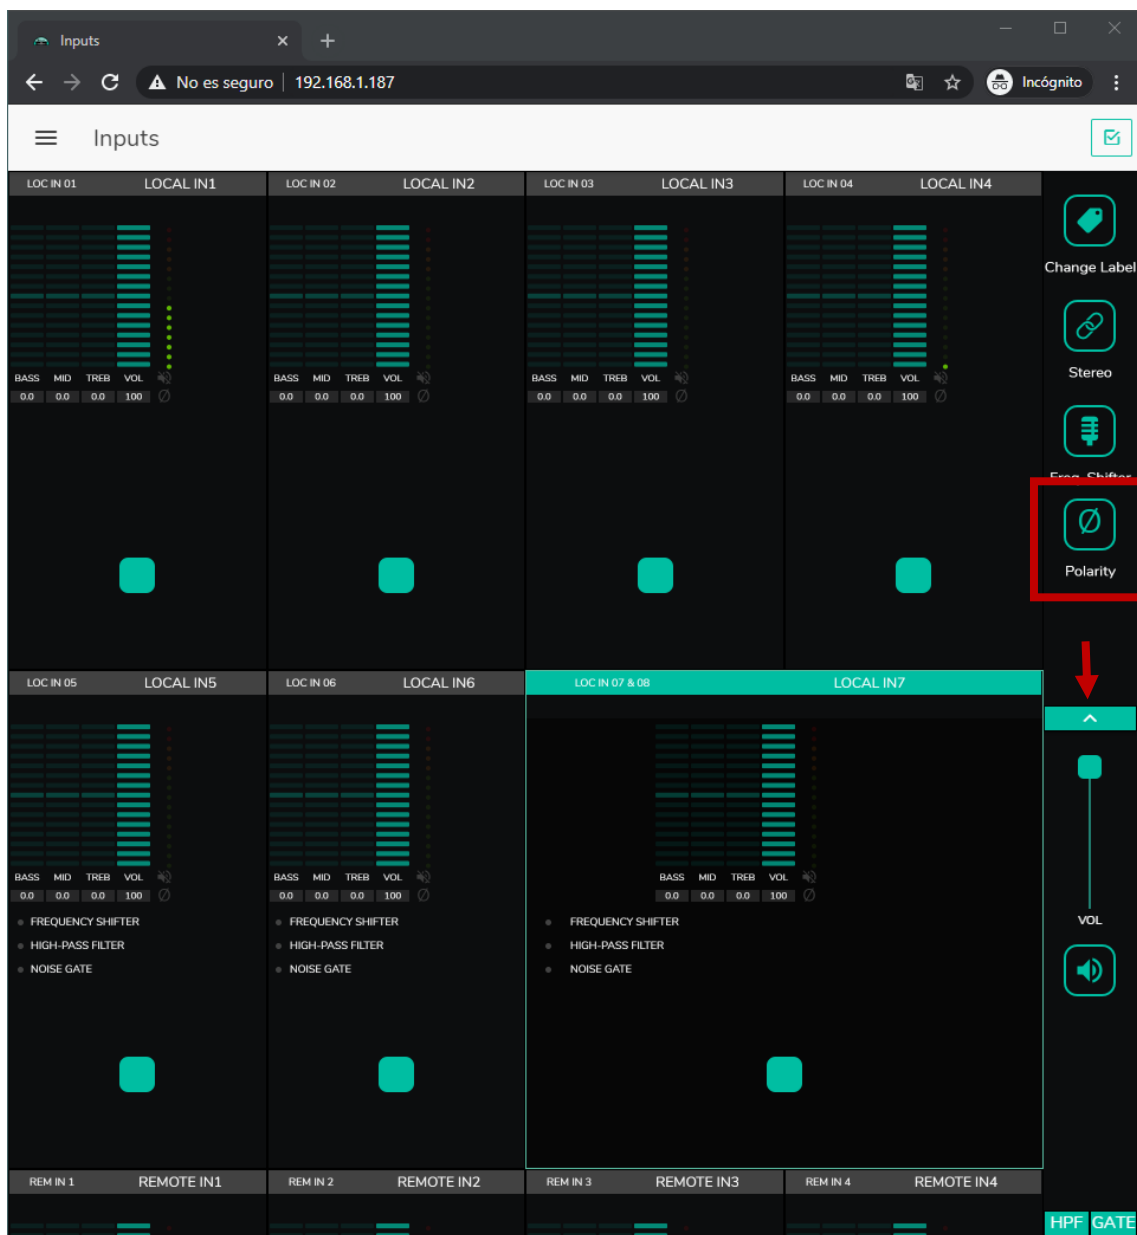 Inputs
No es seguro | 192.168.1.187
Incógnito
Inputs
LOC IN 01 LOCAL IN1
LOC IN 02 LOCAL IN2
LOC IN 03 LOCAL IN3
LOC IN 04 LOCAL IN4
Change Label
Stereo
Freq. Shifter
Polarity
BASS MID TREB VOL
0.0 0.0 0.0 100
BASS MID TREB VOL
0.0 0.0 0.0 100
BASS MID TREB VOL
0.0 0.0 0.0 100
BASS MID TREB VOL
0.0 0.0 0.0 100
LOC IN 05 LOCAL IN5
LOC IN 06 LOCAL IN6
LOC IN 07 & 08 LOCAL IN7
BASS MID TREB VOL
0.0 0.0 0.0 100
FREQUENCY SHIFTER
HIGH-PASS FILTER
NOISE GATE
BASS MID TREB VOL
0.0 0.0 0.0 100
FREQUENCY SHIFTER
HIGH-PASS FILTER
NOISE GATE
BASS MID TREB VOL
0.0 0.0 0.0 100
FREQUENCY SHIFTER
HIGH-PASS FILTER
NOISE GATE
VOL
REM IN 1 REMOTE IN1
REM IN 2 REMOTE IN2
REM IN 3 REMOTE IN3
REM IN 4 REMOTE IN4
HPF GATE